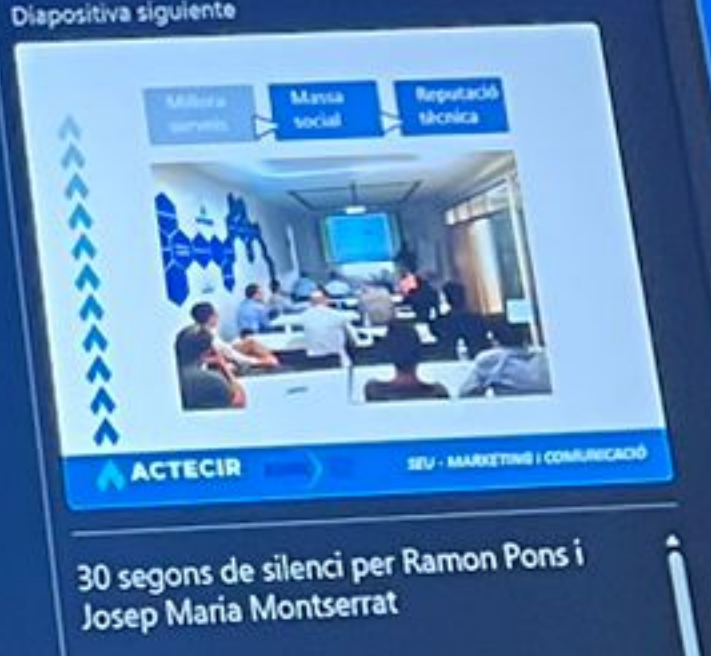 Diapositiva siguiente
Millora
serveis
Massa
social
Reputació
tècnica
ACTECIR
SEU - MARKETING I COMUNICACIÓ
30 segons de silenci per Ramon Pons i
Josep Maria Montserrat